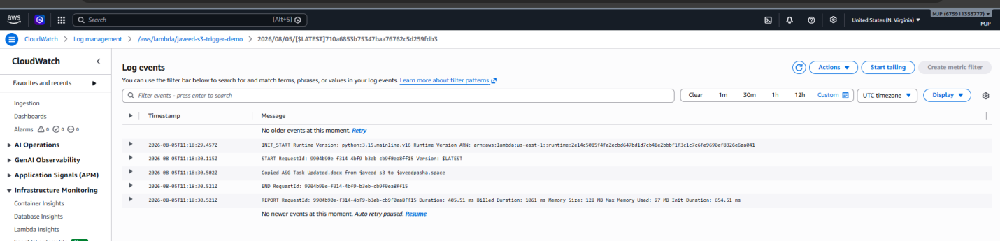 aws
Search [Alt+S]
United States (N. Virginia)
MJP (675911353777)
MJP
CloudWatch > Log management > /aws/lambda/javeed-s3-trigger-demo > 2026/08/05/[$LATEST]710a6853b75347baa76762c5d259fdb3
CloudWatch
Favorites and recents
Ingestion
Dashboards
Alarms 0 0 0
AI Operations
GenAI Observability
Application Signals (APM)
Infrastructure Monitoring
Container Insights
Database Insights
Lambda Insights
Log events
Actions
Start tailing
Create metric filter
You can use the filter bar below to search for and match terms, phrases, or values in your log events. Learn more about filter patterns
Filter events - press enter to search
Clear 1m 30m 1h 12h Custom
UTC timezone
Display
Timestamp Message
No older events at this moment. Retry
2026-08-05T11:18:29.457Z INIT_START Runtime Version: python:3.15.mainline.v16 Runtime Version ARN: arn:aws:lambda:us-east-1::runtime:2e14c5085f4fe2ecbd647bd1d7cb48e2bbbf1f3c1c7c6fe9690ef8326e6aa041
2026-08-05T11:18:30.115Z START RequestId: 9904b90e-f314-4bf9-b3eb-cb9f0ea8ff15 Version: $LATEST
2026-08-05T11:18:30.502Z Copied ASG_Task_Updated.docx from javeed-s3 to javeedpasha.space
2026-08-05T11:18:30.521Z END RequestId: 9904b90e-f314-4bf9-b3eb-cb9f0ea8ff15
2026-08-05T11:18:30.521Z REPORT RequestId: 9904b90e-f314-4bf9-b3eb-cb9f0ea8ff15 Duration: 405.51 ms Billed Duration: 1061 ms Memory Size: 128 MB Max Memory Used: 97 MB Init Duration: 654.51 ms
No newer events at this moment. Auto retry paused. Resume